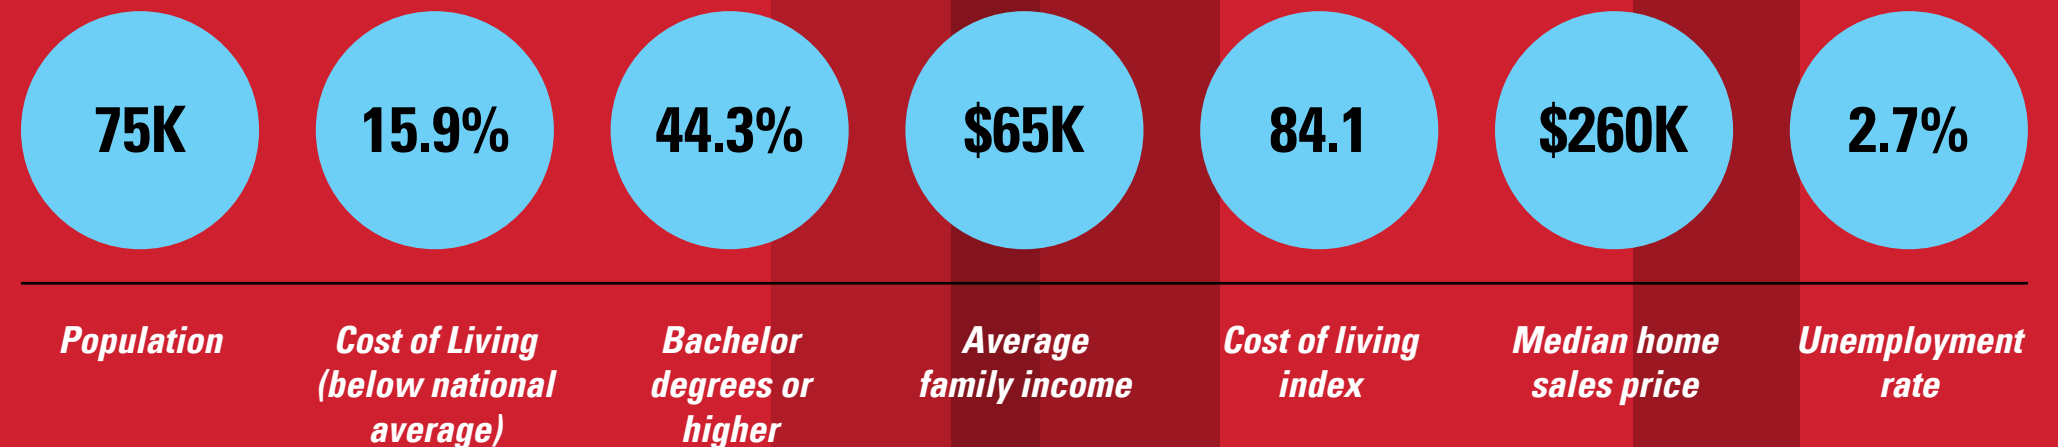 75K
15.9%
44.3%
$65K
84.1
$260K
2.7%
Population
Cost of Living
(below national
average)
Bachelor
degrees or
higher
Average
family income
Cost of living
index
Median home
sales price
Unemployment
rate